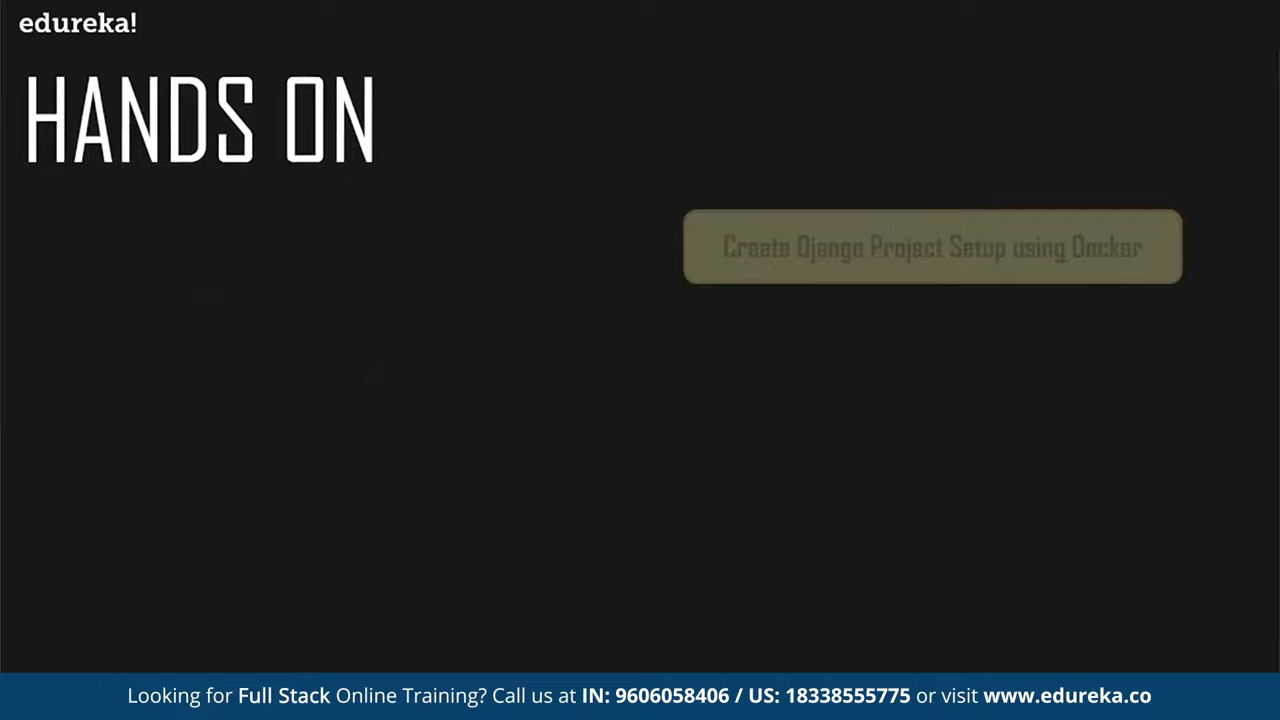 edureka!
HANDS ON
Create Django Project Setup using Docker
Looking for Full Stack Online Training? Call us at IN: 9606058406 / US: 18338555775 or visit www.edureka.co